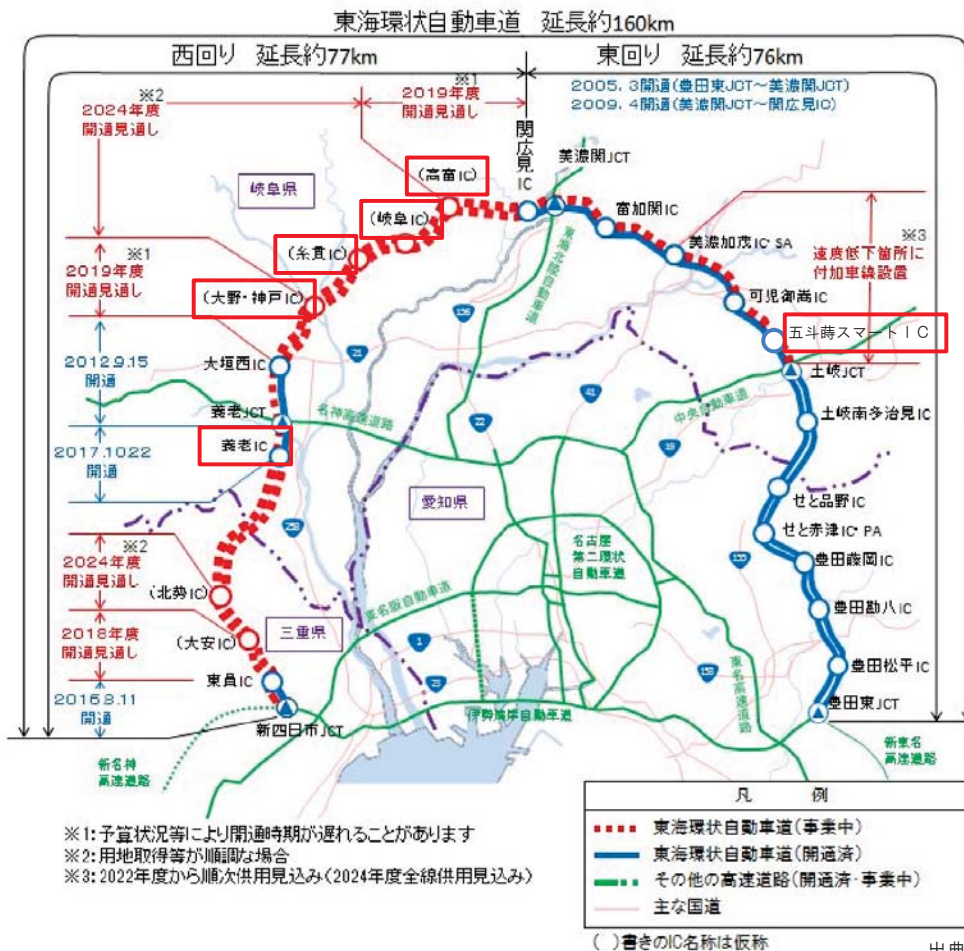 東海環状自動車道 延長約160km
西回り 延長約77km
東回り 延長約76km
※2
2024年度
開通見通し
※1
2019年度
開通見通し
2005.3開通(豊田東JCT～美濃関JCT)
2009.4開通(美濃関JCT～関広見IC)
関広見IC
美濃関JCT
(高富IC)
岐阜県
(岐阜IC)
富加関IC
(糸貫IC)
美濃加茂IC・SA
※3
速度低下箇所に
付加車線設置
※1
2019年度
開通見通し
(大野・神戸IC)
東海北陸自動車道
可児御嵩IC
156
五斗蒔スマートIC
21
2012.9.15
開通
大垣西IC
土岐JCT
41
養老JCT
名神高速道路
中央自動車道
22
土岐南多治見IC
養老IC
19
2017.10.22
開通
愛知県
せと品野IC
258
せと赤津IC・PA
※2
2024年度
開通見通し
名古屋
第二環状
自動車道
155
豊田藤岡IC
(北勢IC)
東名阪自動車道
豊田勘八IC
三重県
2018年度
開通見通し
(大安IC)
1
東名高速道路
豊田松平IC
東員IC
23
2016.8.11
開通
豊田東JCT
新四日市JCT
伊勢湾岸自動車道
新名神
高速道路
新東名
高速道路
凡 例
東海環状自動車道(事業中)
東海環状自動車道(開通済)
その他の高速道路(開通済・事業中)
主な国道
( )書きのIC名称は仮称
※1:予算状況等により開通時期が遅れることがあります
※2:用地取得等が順調な場合
※3:2022年度から順次供用見込み(2024年度全線供用見込み)
出典